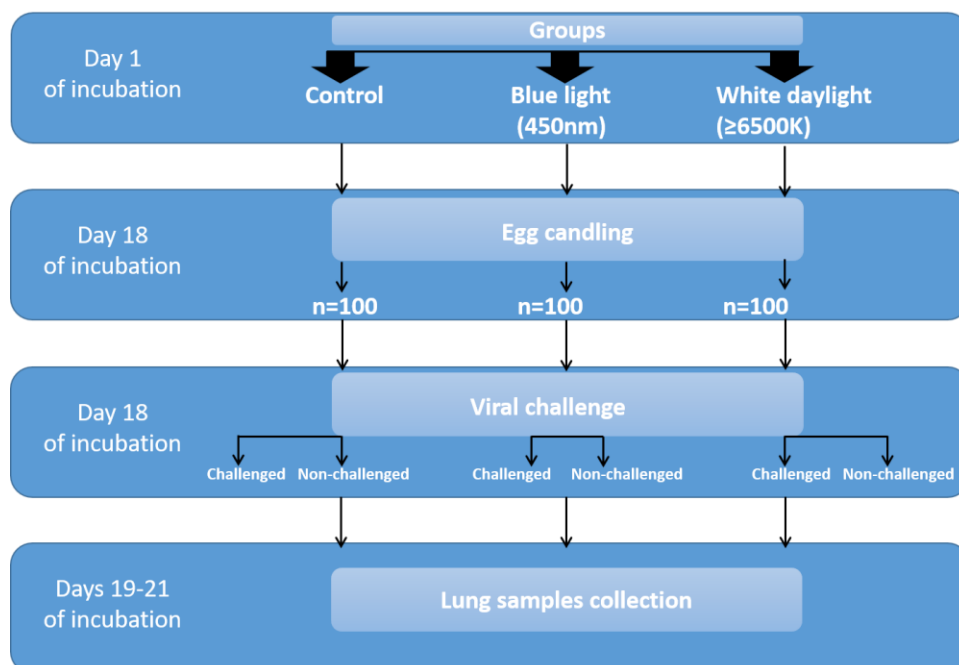 Groups
Day 1
of incubation
Control
Blue light
(450nm)
White daylight
(≥6500K)
Day 18
of incubation
Egg candling
n=100
n=100
n=100
Day 18
of incubation
Viral challenge
Challenged
Non-challenged
Challenged
Non-challenged
Challenged
Non-challenged
Days 19-21
of incubation
Lung samples collection